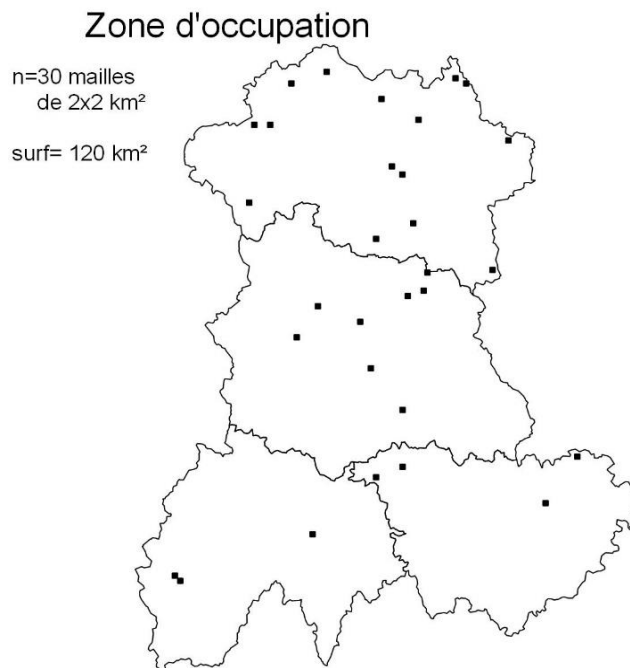 Zone d'occupation
n=30 mailles
de 2x2 km²
surf= 120 km²